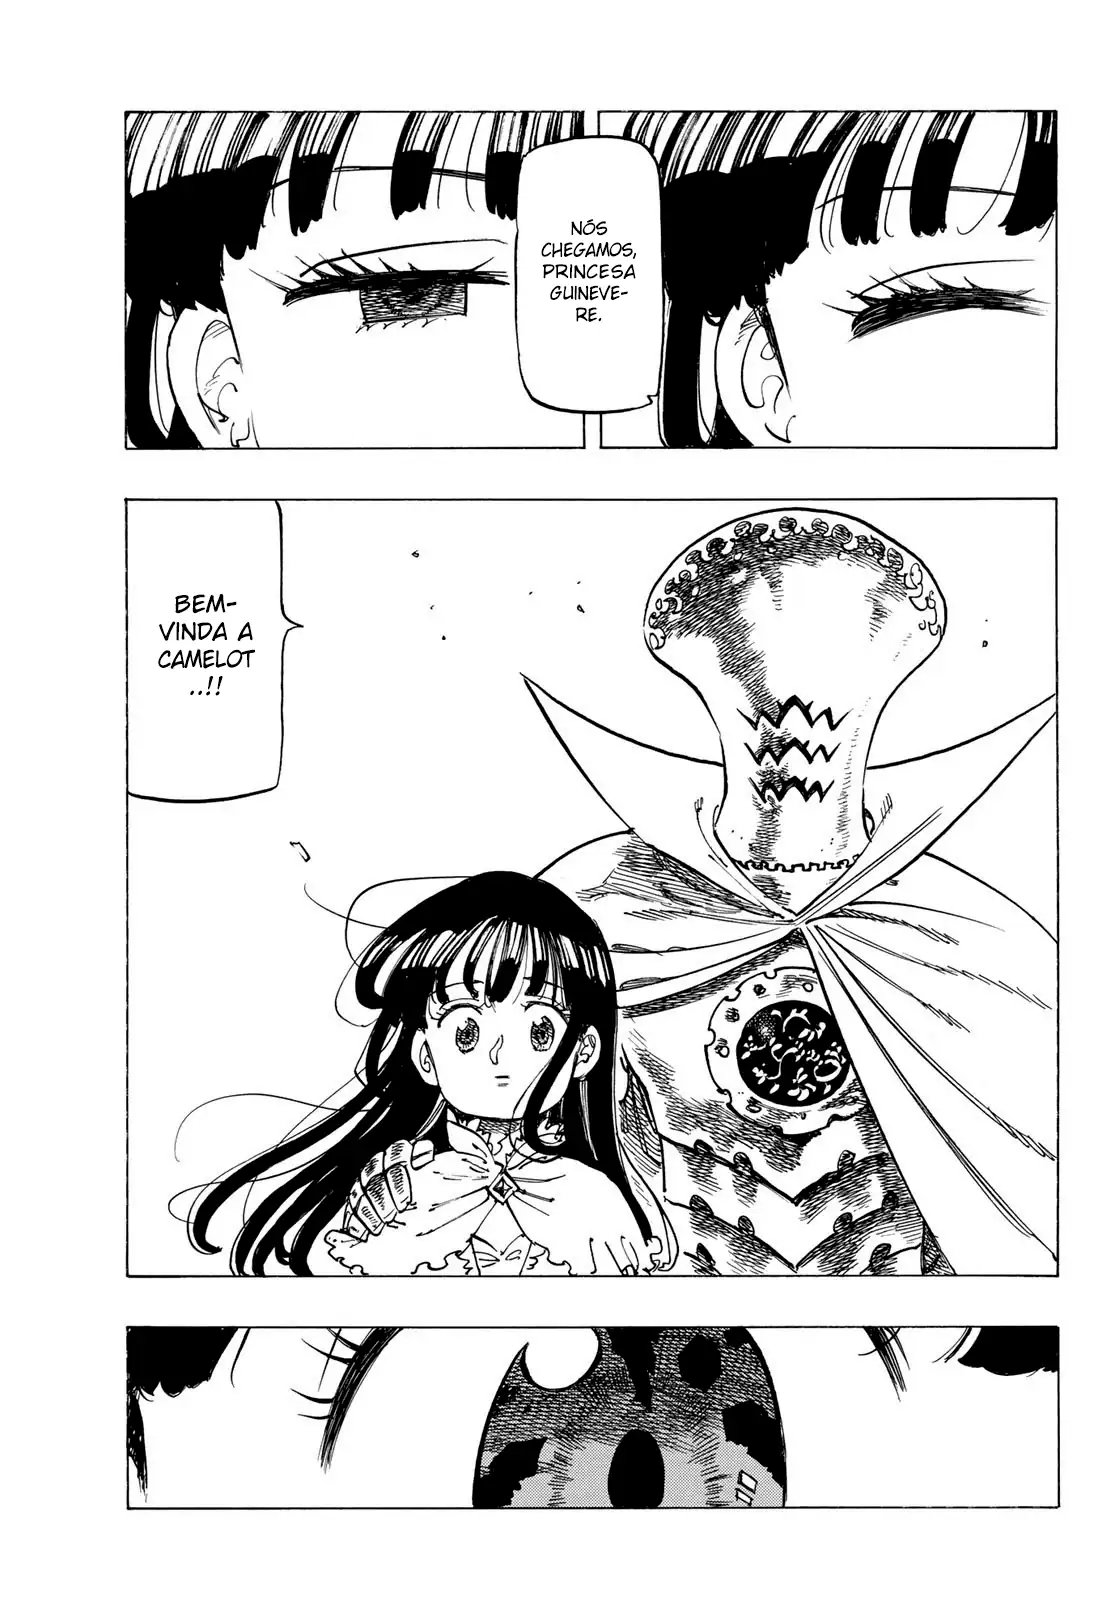 NÓS
CHEGAMOS,
PRINCESA
GUINEVE-
RE.
BEM-
VINDA A
CAMELOT
..!!